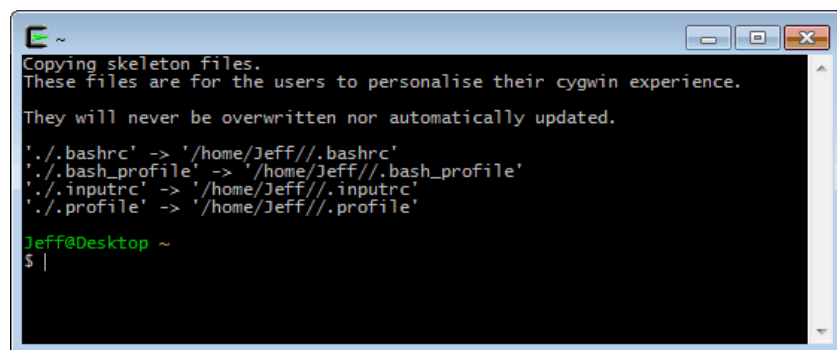 ~
Copying skeleton files.
These files are for the users to personalise their cygwin experience.
They will never be overwritten nor automatically updated.
'./.bashrc' -> '/home/Jeff//.bashrc'
'./.bash_profile' -> '/home/Jeff//.bash_profile'
'./.inputrc' -> '/home/Jeff//.inputrc'
'./.profile' -> '/home/Jeff//.profile'
Jeff@Desktop ~
$